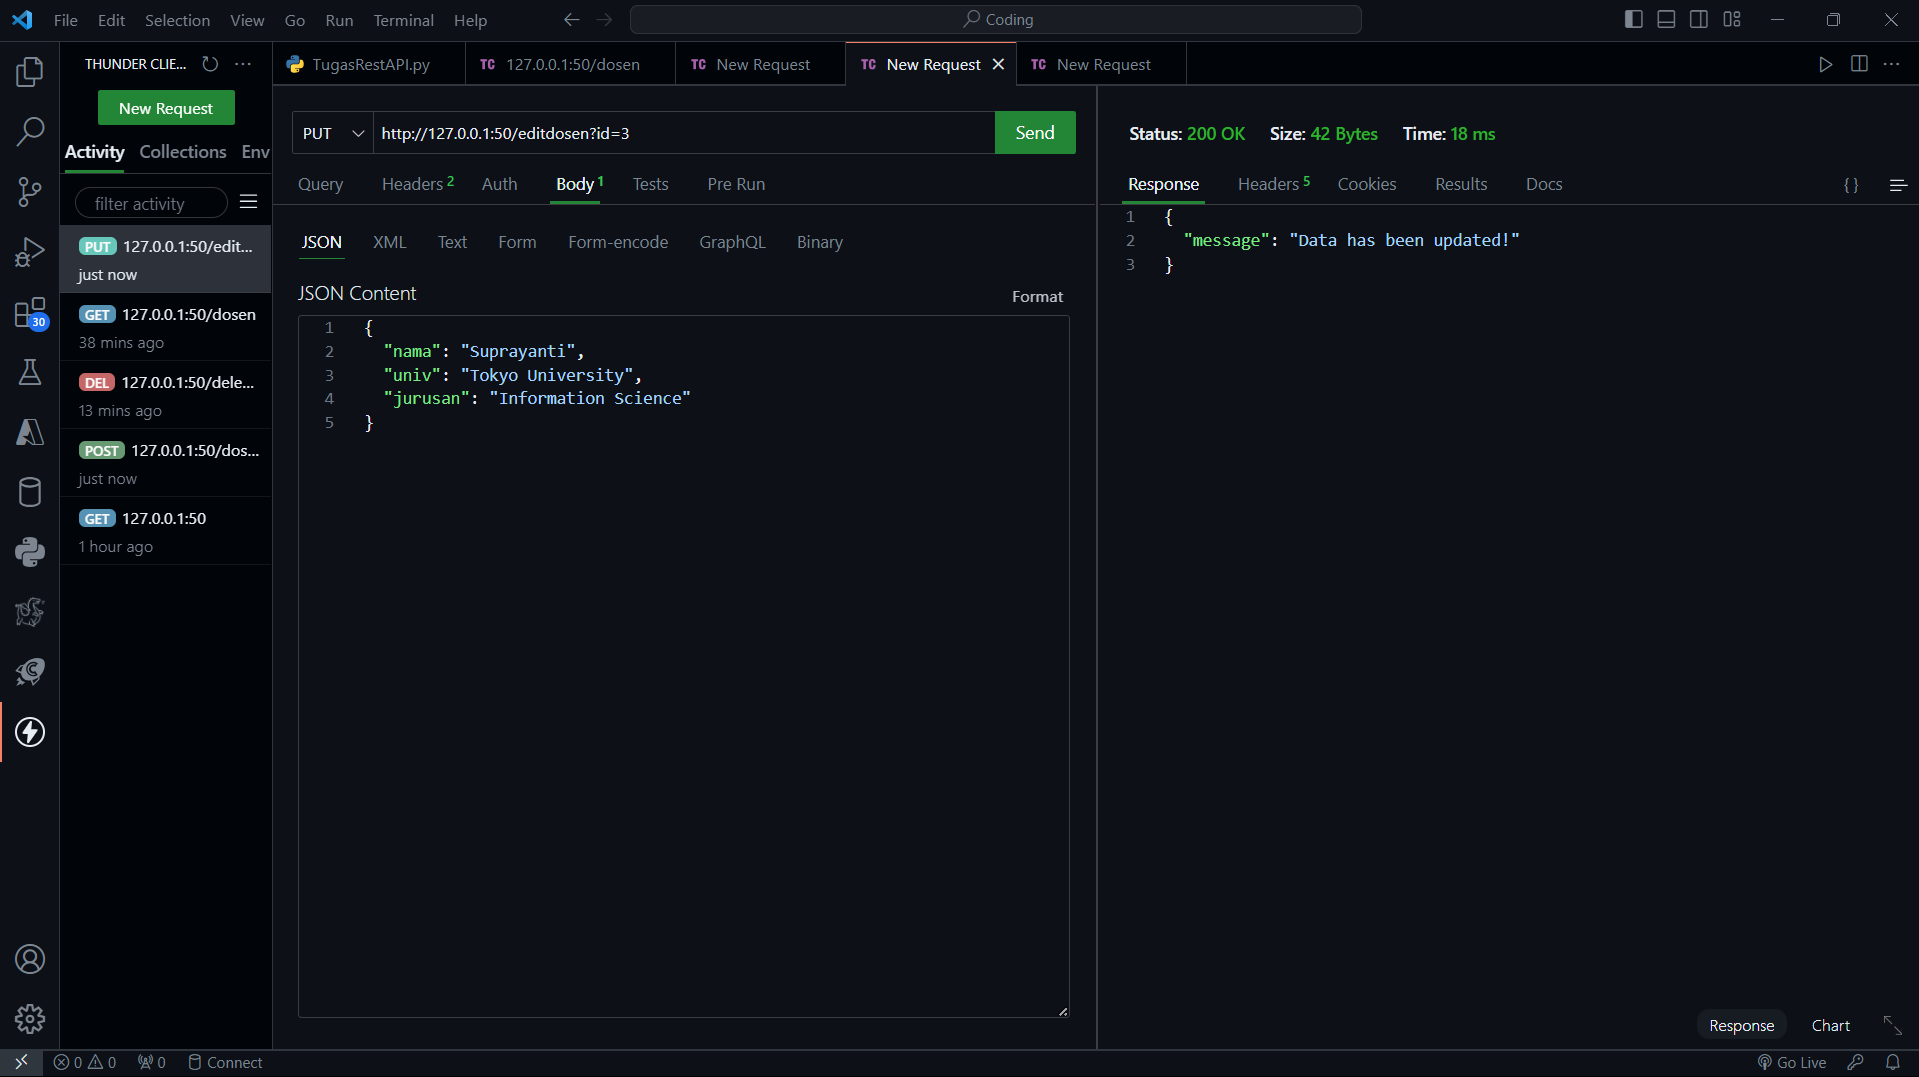 File Edit Selection View Go Run Terminal Help
Coding
THUNDER CLIE...
TugasRestAPI.py
TC 127.0.0.1:50/dosen
TC New Request
TC New Request
TC New Request
New Request
Activity Collections Env
filter activity
PUT 127.0.0.1:50/edit...
just now
GET 127.0.0.1:50/dosen
38 mins ago
DEL 127.0.0.1:50/dele...
13 mins ago
POST 127.0.0.1:50/dos...
just now
GET 127.0.0.1:50
1 hour ago
30
PUT http://127.0.0.1:50/editdosen?id=3 Send
Query Headers 2 Auth Body 1 Tests Pre Run
JSON XML Text Form Form-encode GraphQL Binary
JSON Content
Format
1 {
2 "nama": "Suprayanti",
3 "univ": "Tokyo University",
4 "jurusan": "Information Science"
5 }
Status: 200 OK Size: 42 Bytes Time: 18 ms
Response Headers 5 Cookies Results Docs { }
1 {
2 "message": "Data has been updated!"
3 }
Response Chart
0 0 0 Connect
Go Live